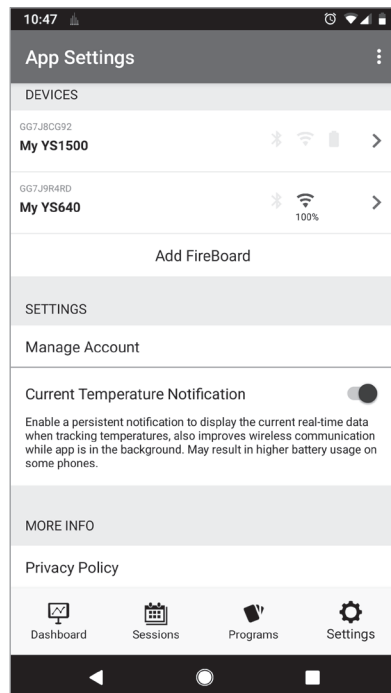 10:47
App Settings
DEVICES
GG7J8CG92
My YS1500
GG7J9R4RD
My YS640
100%
Add FireBoard
SETTINGS
Manage Account
Current Temperature Notification
Enable a persistent notification to display the current real-time data
when tracking temperatures, also improves wireless communication
while app is in the background. May result in higher battery usage on
some phones.
MORE INFO
Privacy Policy
Dashboard Sessions Programs Settings